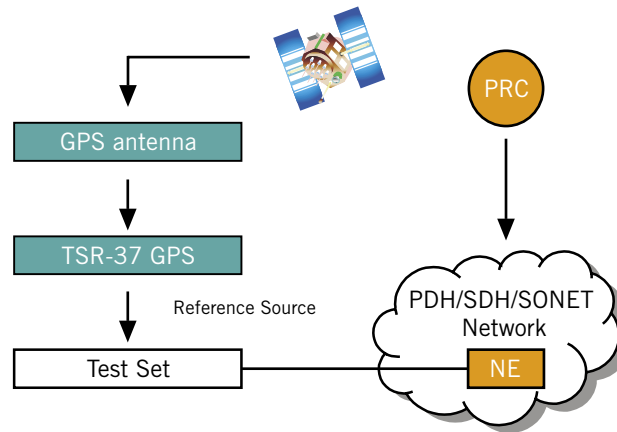 PRC
GPS antenna
TSR-37 GPS
Reference Source
PDH/SDH/SONET
Network
Test Set
NE